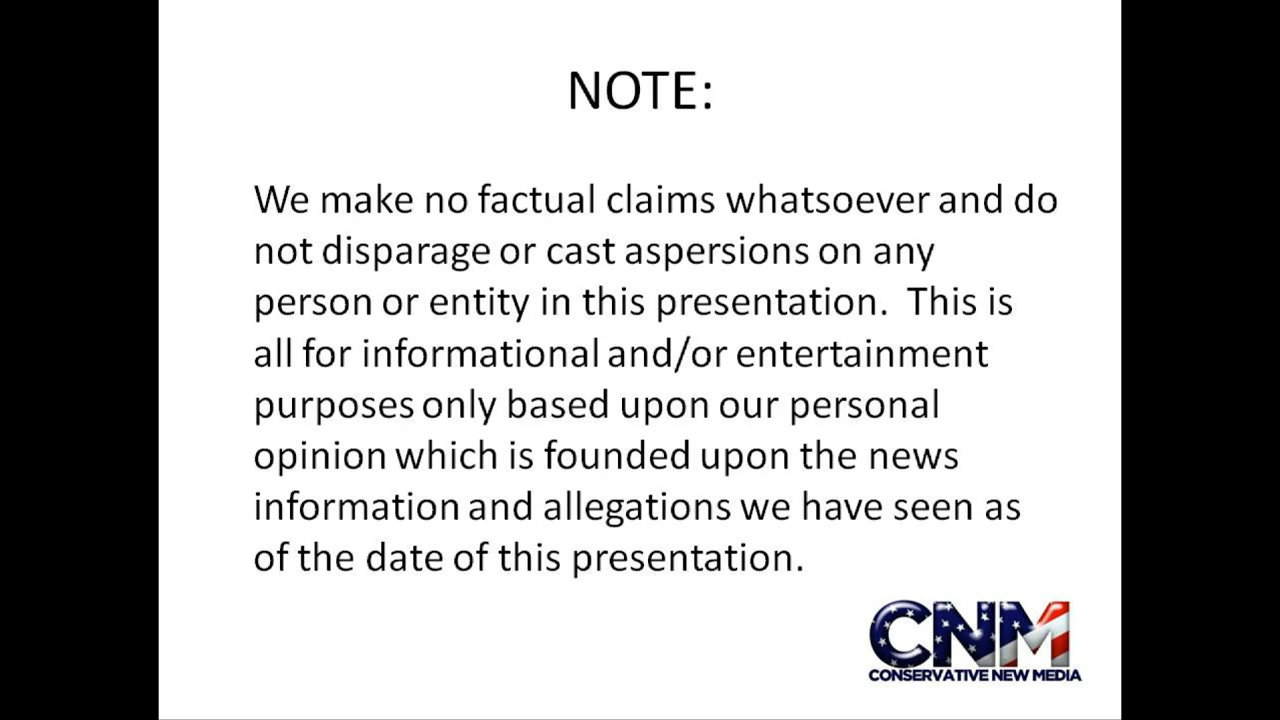 NOTE:
We make no factual claims whatsoever and do
not disparage or cast aspersions on any
person or entity in this presentation.  This is
all for informational and/or entertainment
purposes only based upon our personal
opinion which is founded upon the news
information and allegations we have seen as
of the date of this presentation.
CNM
CONSERVATIVE NEW MEDIA